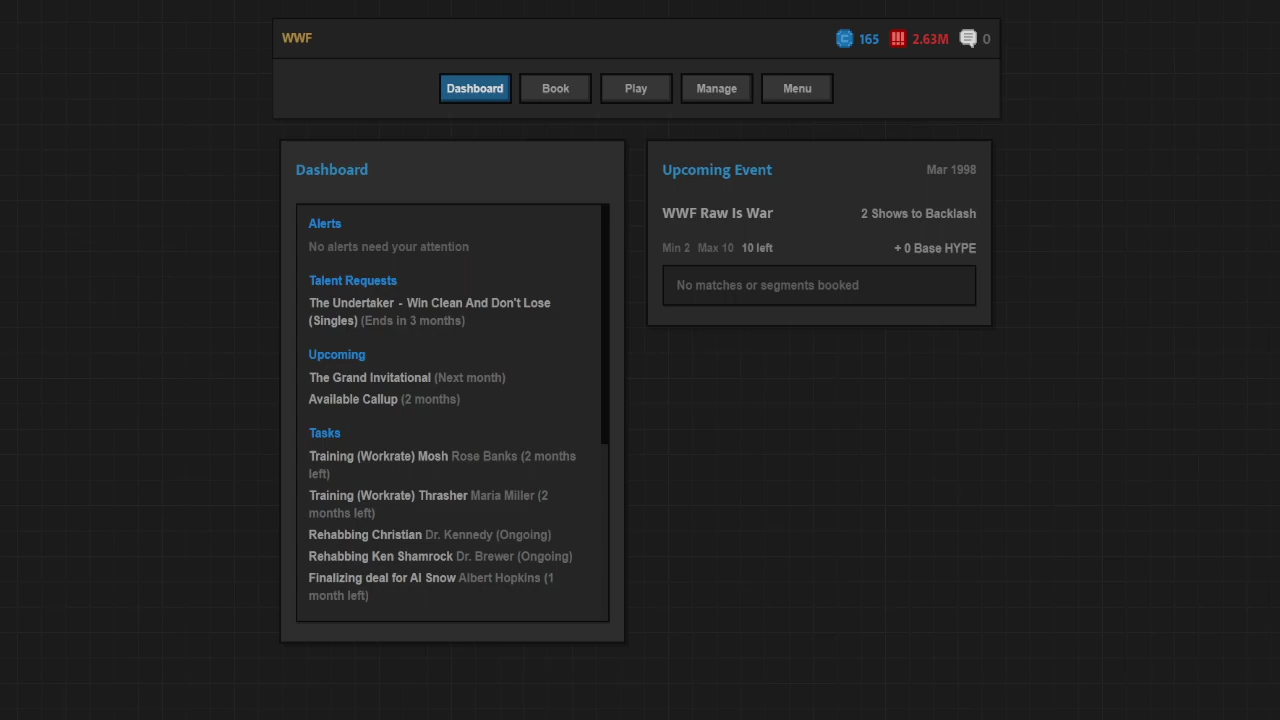 WWF
165
2.63M
0
Dashboard
Book
Play
Manage
Menu
Dashboard
Alerts
No alerts need your attention
Talent Requests
The Undertaker - Win Clean And Don't Lose
(Singles) (Ends in 3 months)
Upcoming
The Grand Invitational (Next month)
Available Callup (2 months)
Tasks
Training (Workrate) Mosh Rose Banks (2 months
left)
Training (Workrate) Thrasher Maria Miller (2
months left)
Rehabbing Christian Dr. Kennedy (Ongoing)
Rehabbing Ken Shamrock Dr. Brewer (Ongoing)
Finalizing deal for Al Snow Albert Hopkins (1
month left)
Upcoming Event
Mar 1998
WWF Raw Is War
2 Shows to Backlash
Min 2 Max 10 10 left
+ 0 Base HYPE
No matches or segments booked